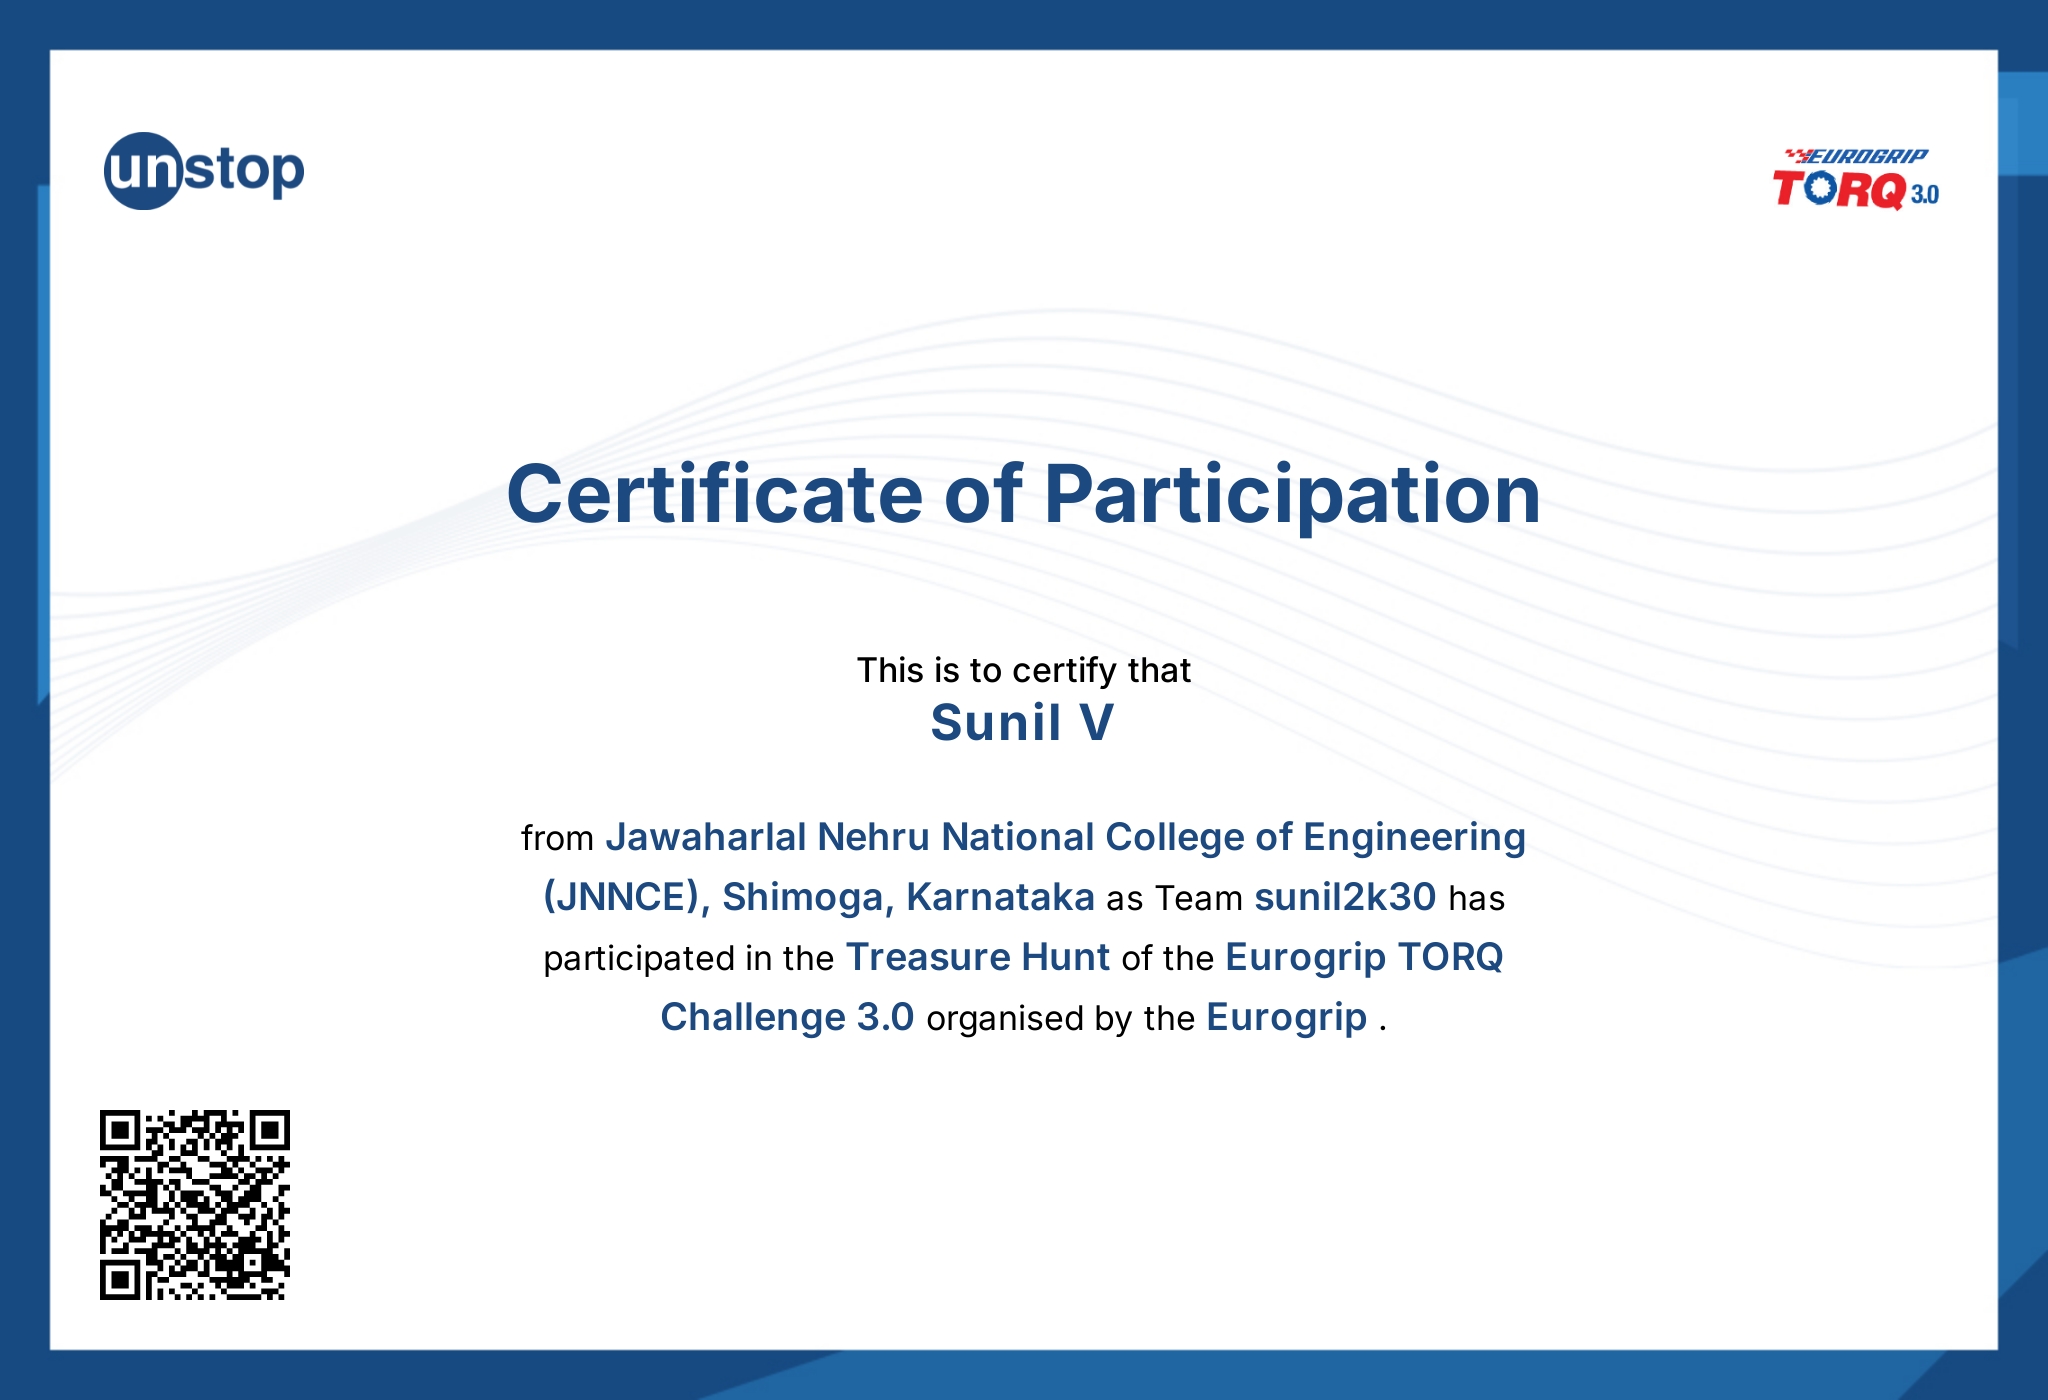 unstop
EUROGRIP
TORQ 3.0
Certificate of Participation
This is to certify that
Sunil V
from Jawaharlal Nehru National College of Engineering
(JNNCE), Shimoga, Karnataka as Team sunil2k30 has
participated in the Treasure Hunt of the Eurogrip TORQ
Challenge 3.0 organised by the Eurogrip .